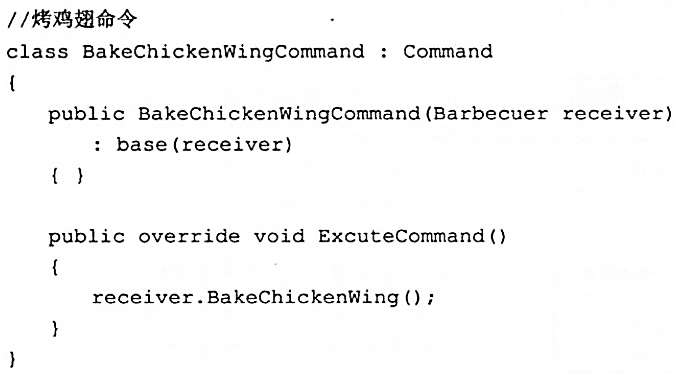 //烤鸡翅命令
class BakeChickenWingCommand : Command
{
    public BakeChickenWingCommand(Barbecuer receiver)
        : base(receiver)
    { }

    public override void ExcuteCommand()
    {
        receiver.BakeChickenWing();
    }
}